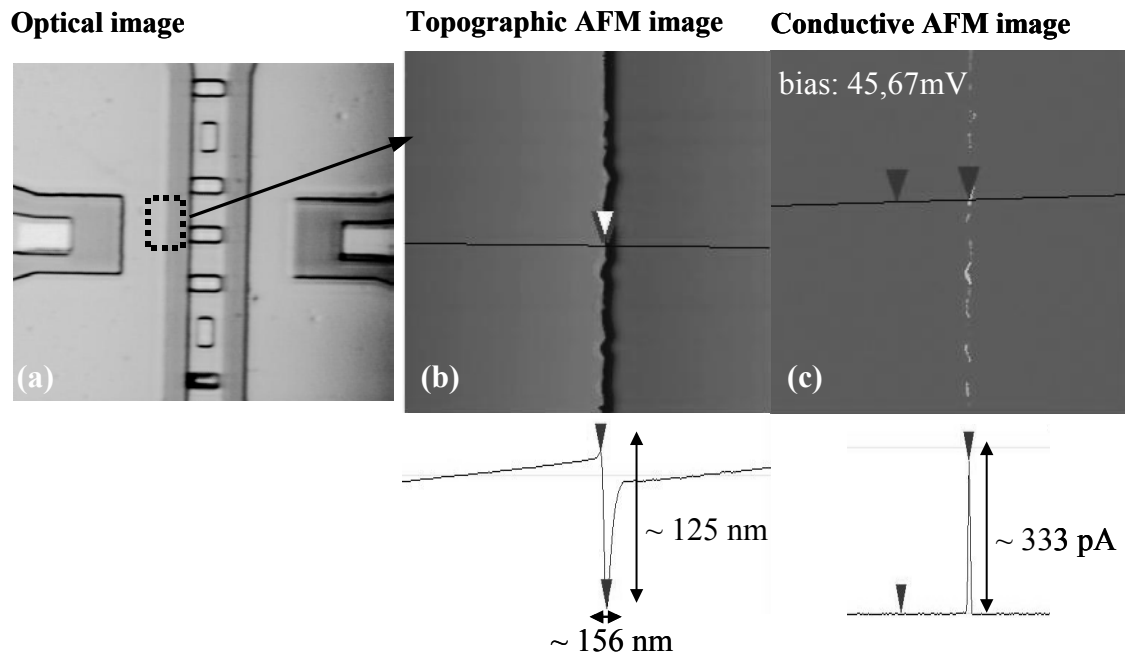 Optical image
Topographic AFM image
Conductive AFM image
bias: 45,67mV
(a)
(b)
(c)
~ 125 nm
~ 333 pA
~ 156 nm